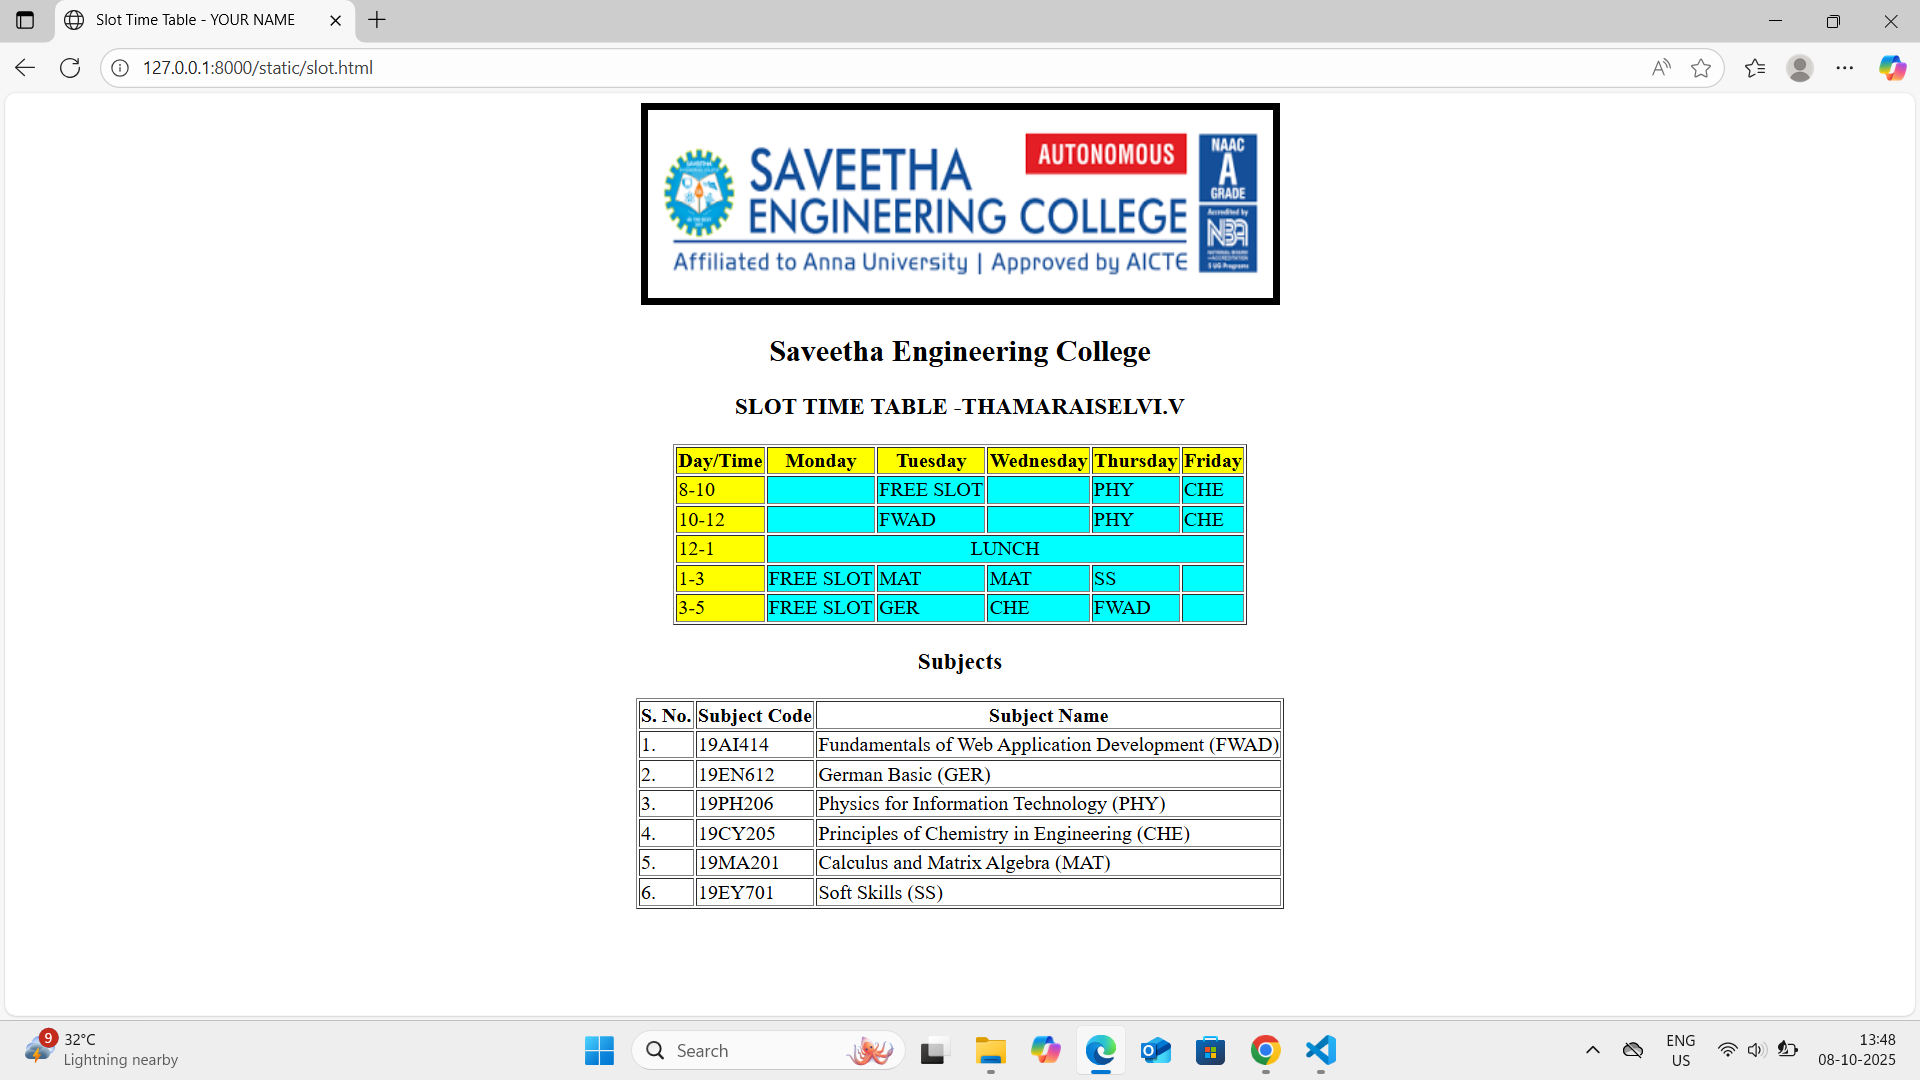 Slot Time Table - YOUR NAME
127.0.0.1:8000/static/slot.html
AUTONOMOUS
NAAC
A
GRADE
SAVEETHA
ENGINEERING COLLEGE
Accredited by
NBA
5 UG Programs
Affiliated to Anna University | Approved by AICTE
Saveetha Engineering College
SLOT TIME TABLE -THAMARAISELVI.V
Day/Time Monday Tuesday Wednesday Thursday Friday
8-10 FREE SLOT PHY CHE
10-12 FWAD PHY CHE
12-1 LUNCH
1-3 FREE SLOT MAT MAT SS
3-5 FREE SLOT GER CHE FWAD
Subjects
S. No. Subject Code Subject Name
1. 19AI414 Fundamentals of Web Application Development (FWAD)
2. 19EN612 German Basic (GER)
3. 19PH206 Physics for Information Technology (PHY)
4. 19CY205 Principles of Chemistry in Engineering (CHE)
5. 19MA201 Calculus and Matrix Algebra (MAT)
6. 19EY701 Soft Skills (SS)
9
32°C
Lightning nearby
Search
ENG
US
13:48
08-10-2025